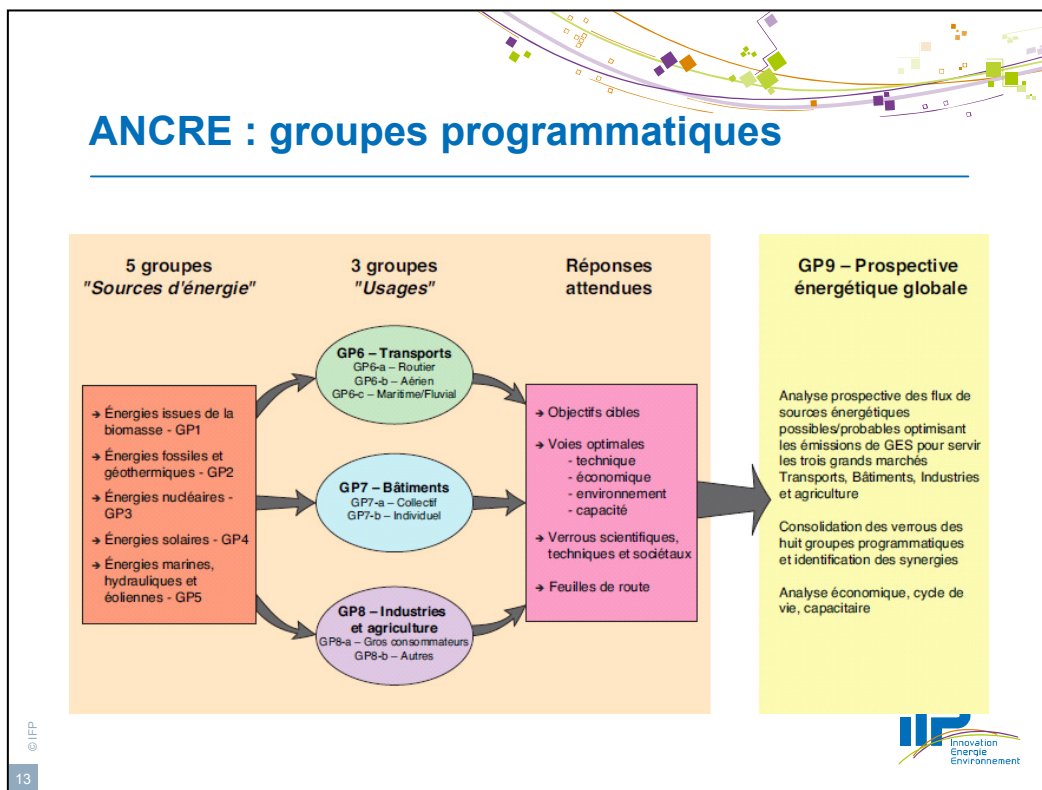 ANCRE : groupes programmatiques
5 groupes
"Sources d'énergie"
➔ Énergies issues de la
biomasse - GP1
➔ Énergies fossiles et
géothermiques - GP2
➔ Énergies nucléaires -
GP3
➔ Énergies solaires - GP4
➔ Énergies marines,
hydrauliques et
éoliennes - GP5
3 groupes
"Usages"
GP6 – Transports
GP6-a – Routier
GP6-b – Aérien
GP6-c – Maritime/Fluvial
GP7 – Bâtiments
GP7-a – Collectif
GP7-b – Individuel
GP8 – Industries
et agriculture
GP8-a – Gros consommateurs
GP8-b – Autres
Réponses
attendues
➔ Objectifs cibles
➔ Voies optimales
- technique
- économique
- environnement
- capacité
➔ Verrous scientifiques,
techniques et sociétaux
➔ Feuilles de route
GP9 – Prospective
énergétique globale
Analyse prospective des flux de
sources énergétiques
possibles/probables optimisant
les émissions de GES pour servir
les trois grands marchés
Transports, Bâtiments, Industries
et agriculture
Consolidation des verrous des
huit groupes programmatiques
et identification des synergies
Analyse économique, cycle de
vie, capacitaire
© IFP
13
Innovation
Energie
Environnement